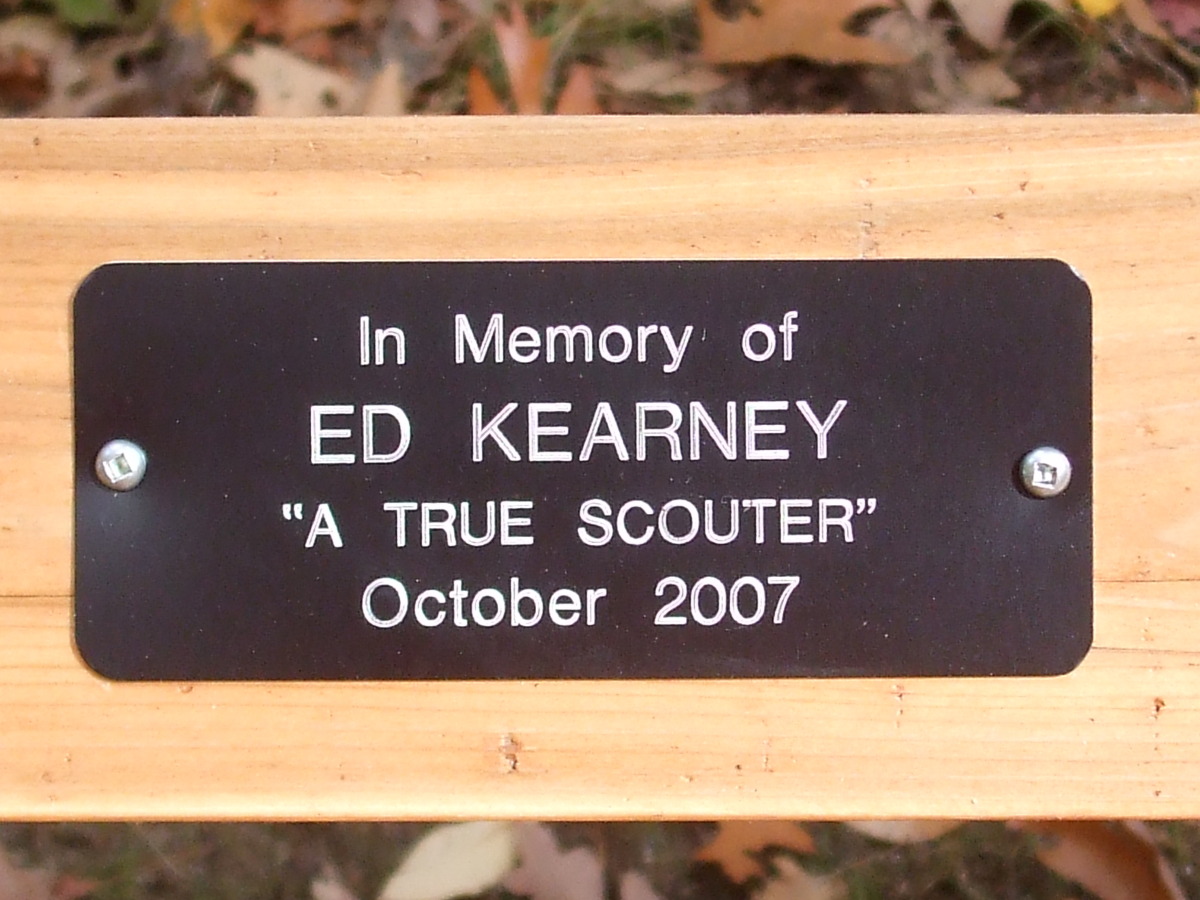 In Memory of
ED KEARNEY
“A TRUE SCOUTER”
October 2007